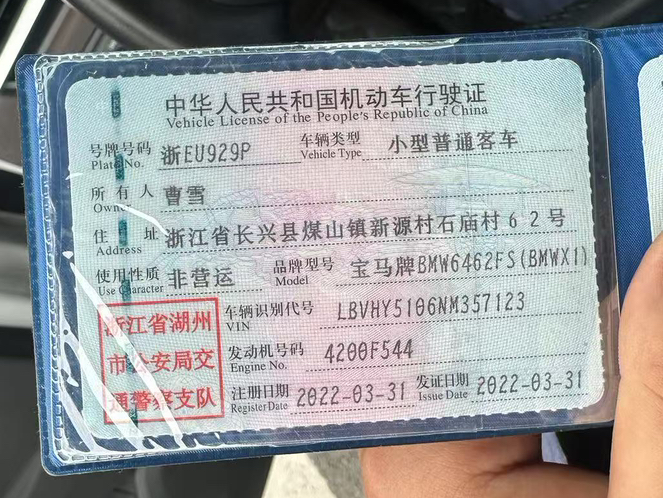 中华人民共和国机动车行驶证
Vehicle License of the People's Republic of China
号牌号码 浙EU929P 车辆类型 小型普通客车
Plate No. Vehicle Type
所有人 曹雪
Owner
住址 浙江省长兴县煤山镇新源村石庙村62号
Address
使用性质 非营运 品牌型号 宝马牌BMW6462FS(BMWX1)
Use Character Model
浙江省湖州
市公安局交
通警察支队
车辆识别代号 LBVHY5106NM357123
VIN
发动机号码 4200F544
Engine No.
注册日期 2022-03-31 发证日期 2022-03-31
Register Date Issue Date